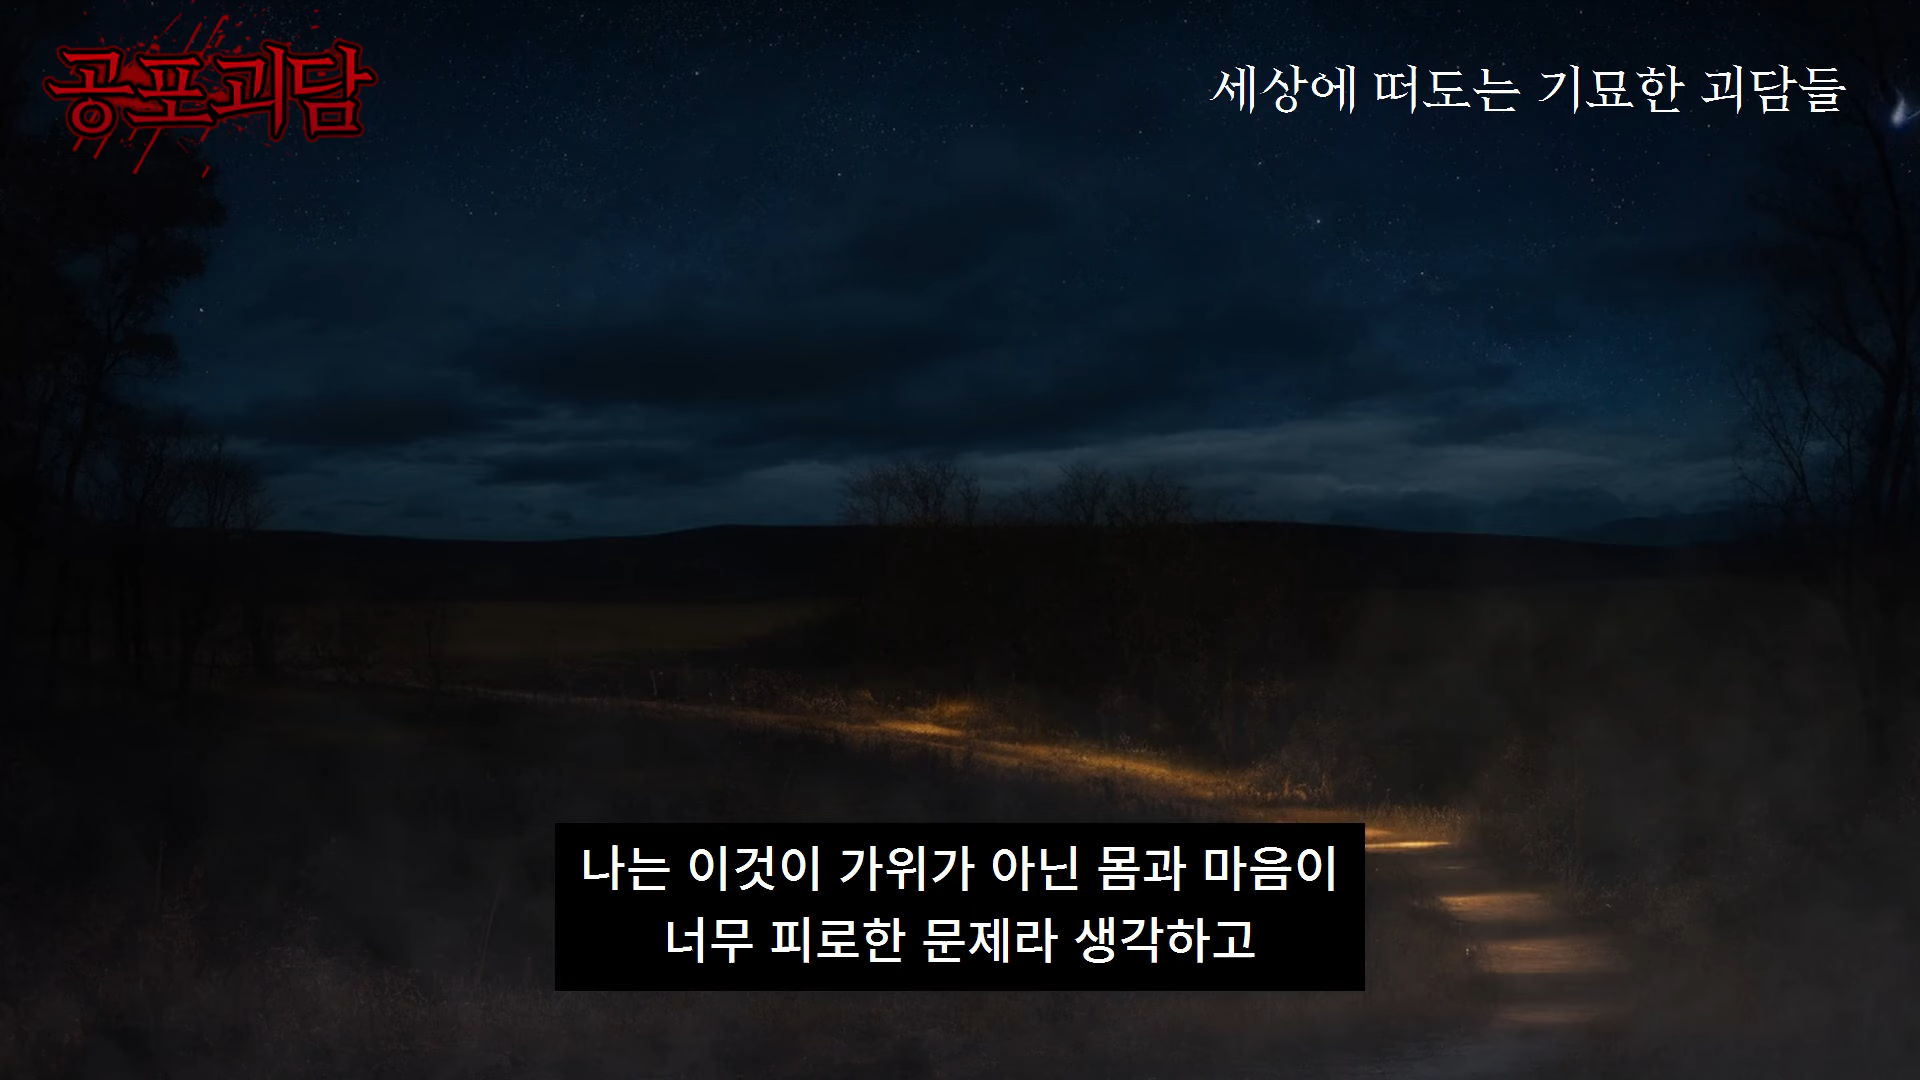 공포괴담
세상에 떠도는 기묘한 괴담들
나는 이것이 가위가 아닌 몸과 마음이
너무 피로한 문제라 생각하고